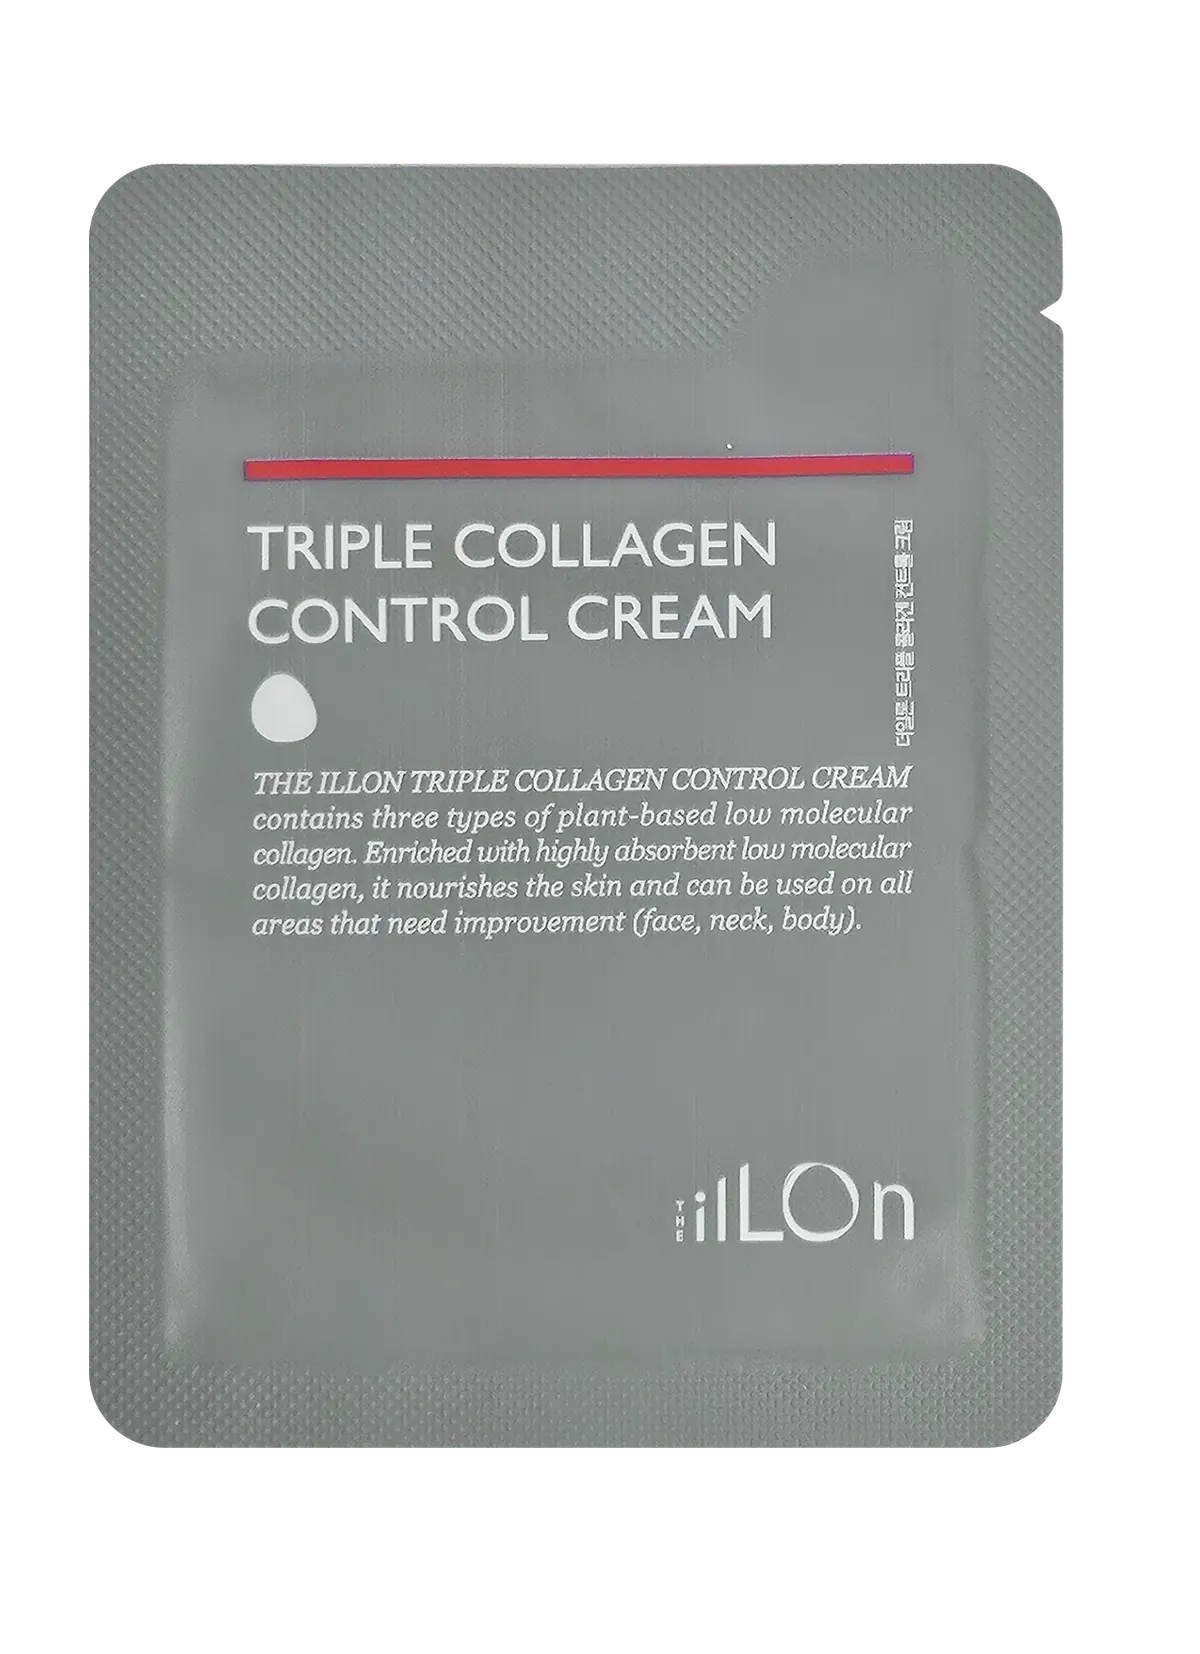 TRIPLE COLLAGEN
CONTROL CREAM
THE ILLON TRIPLE COLLAGEN CONTROL CREAM
contains three types of plant-based low molecular
collagen. Enriched with highly absorbent low molecular
collagen, it nourishes the skin and can be used on all
areas that need improvement (face, neck, body).
THE illOn